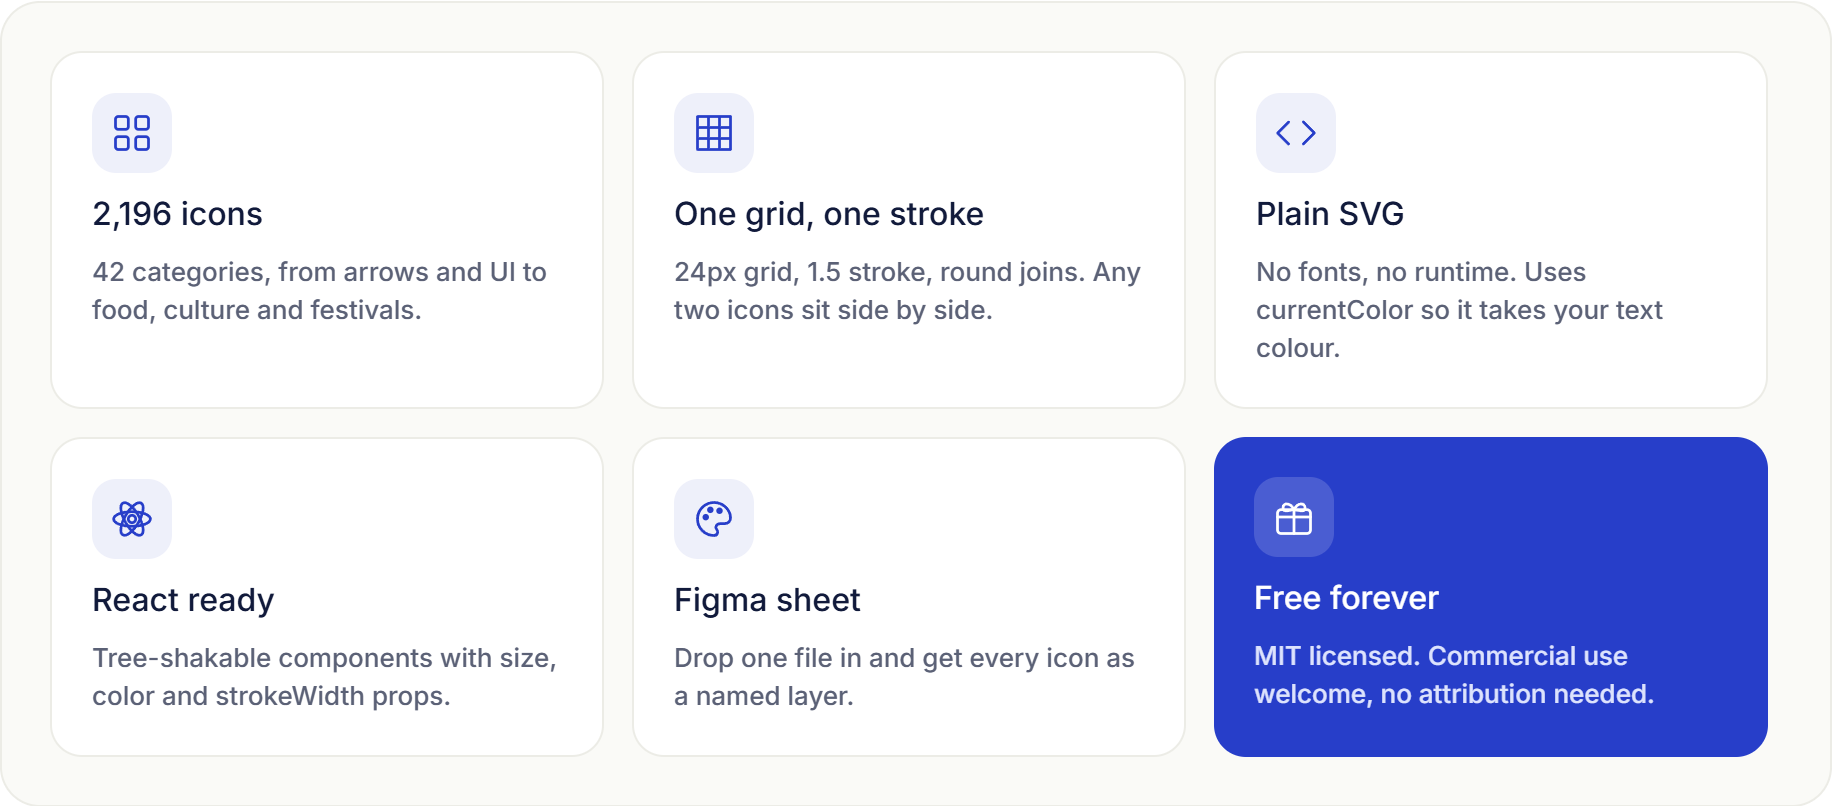 2,196 icons
42 categories, from arrows and UI to
food, culture and festivals.
One grid, one stroke
24px grid, 1.5 stroke, round joins. Any
two icons sit side by side.
Plain SVG
No fonts, no runtime. Uses
currentColor so it takes your text
colour.
React ready
Tree-shakable components with size,
color and strokeWidth props.
Figma sheet
Drop one file in and get every icon as
a named layer.
Free forever
MIT licensed. Commercial use
welcome, no attribution needed.